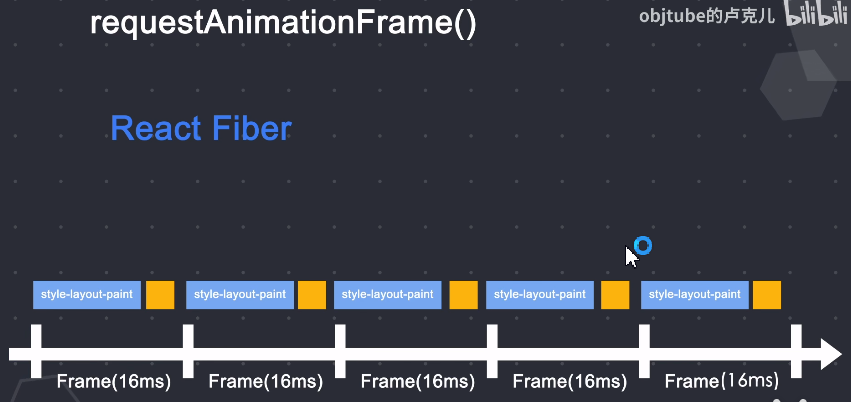 requestAnimationFrame()
objtube的卢克儿 bilibili
React Fiber
style-layout-paint style-layout-paint style-layout-paint style-layout-paint style-layout-paint
Frame(16ms) Frame(16ms) Frame(16ms) Frame(16ms) Frame(16ms)